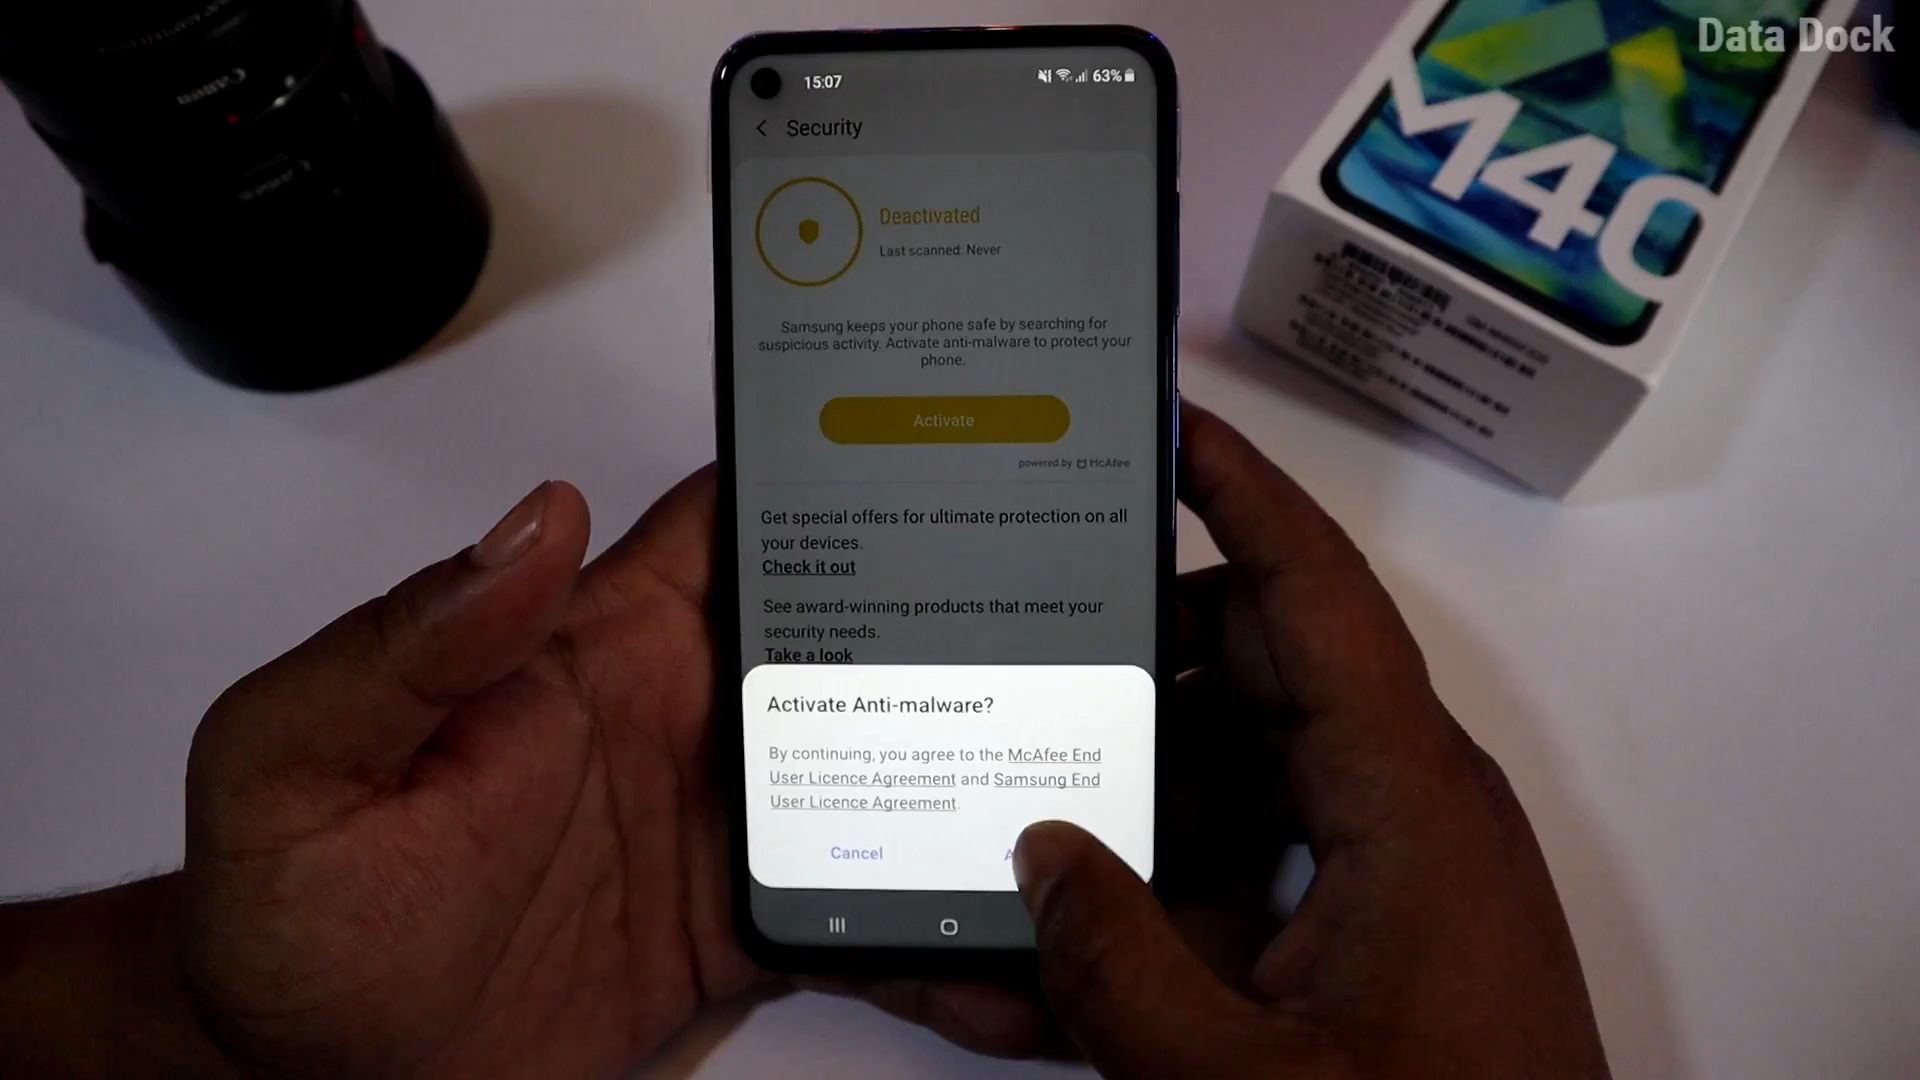 Data Dock
Canon
M40
15:07
63%
Security
Deactivated
Last scanned: Never
Samsung keeps your phone safe by searching for
suspicious activity. Activate anti-malware to protect your
phone.
Activate
powered by McAfee
Get special offers for ultimate protection on all
your devices.
Check it out
See award-winning products that meet your
security needs.
Take a look
Activate Anti-malware?
By continuing, you agree to the McAfee End
User Licence Agreement and Samsung End
User Licence Agreement.
Cancel